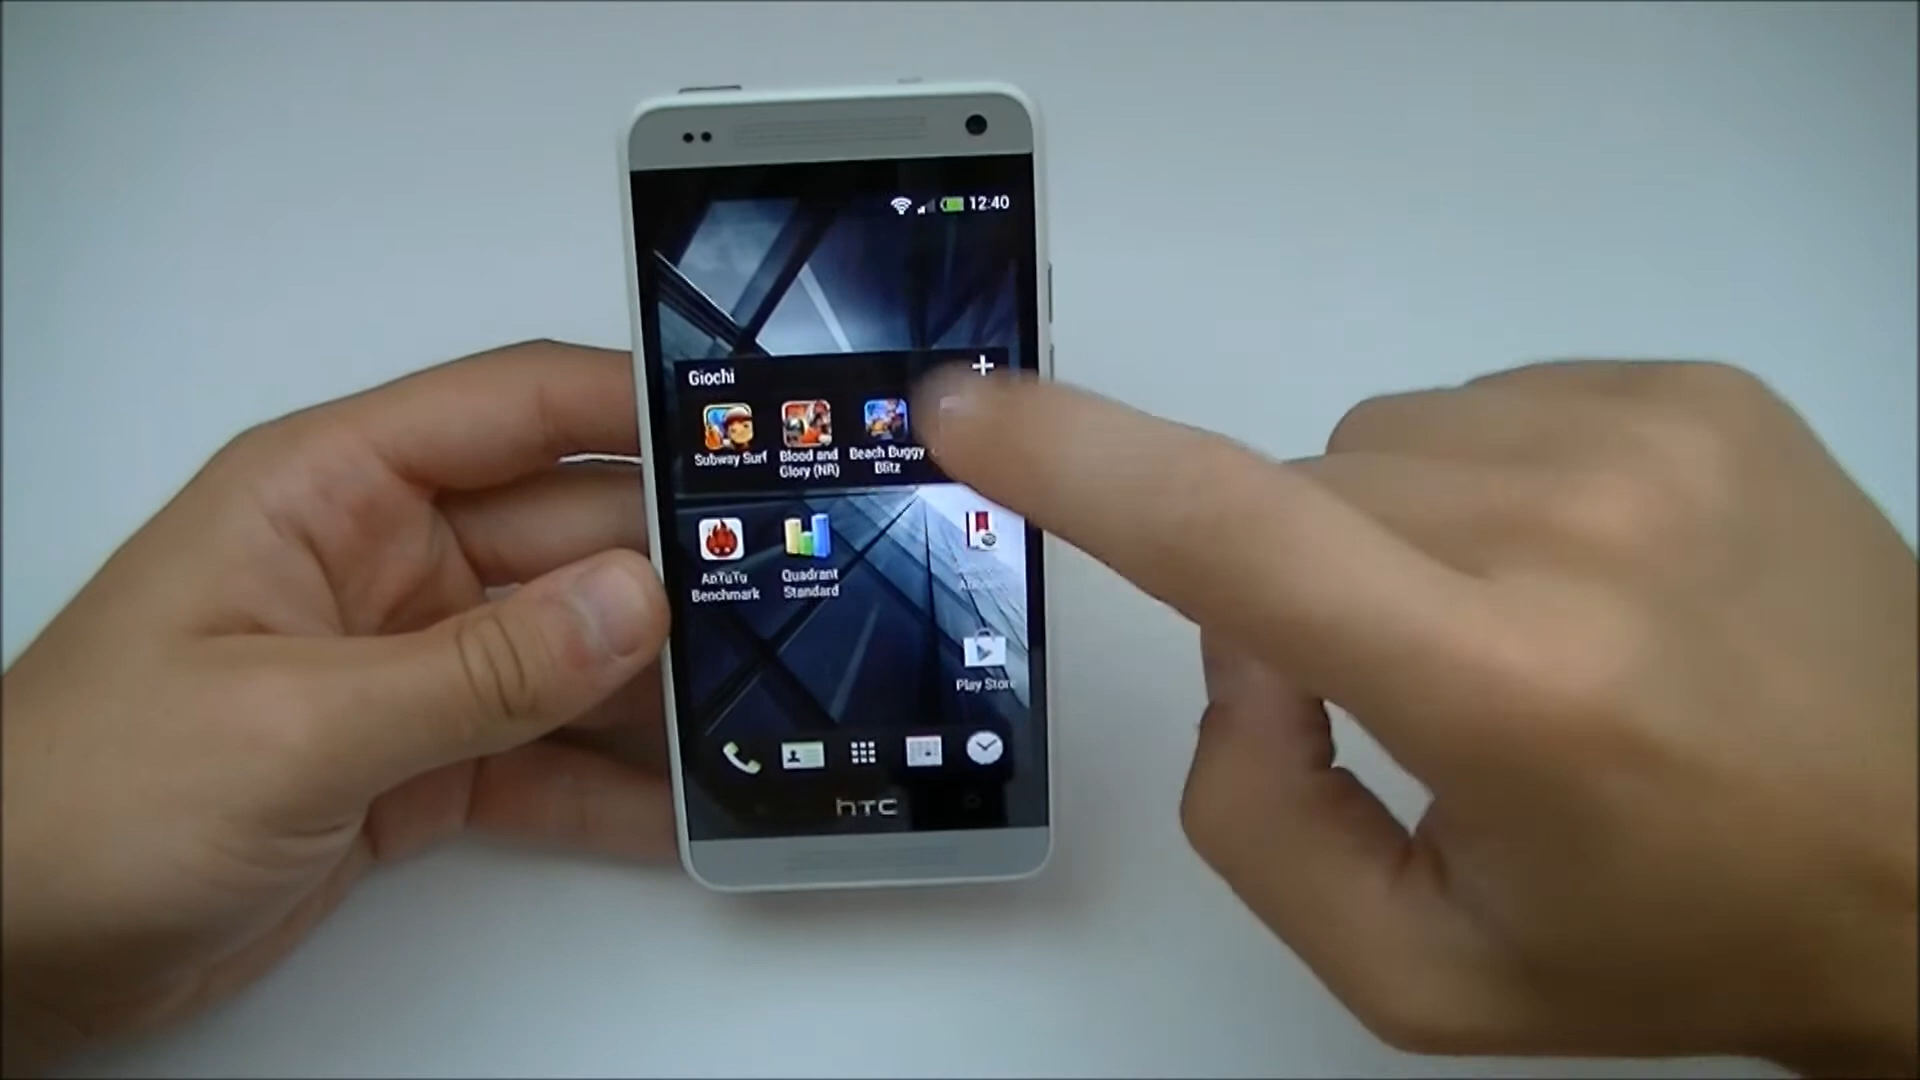 12:40
Giochi
+
Subway Surf
Blood and
Glory (NR)
Beach Buggy
Blitz
AnTuTu
Benchmark
Quadrant
Standard
Play Store
hTC